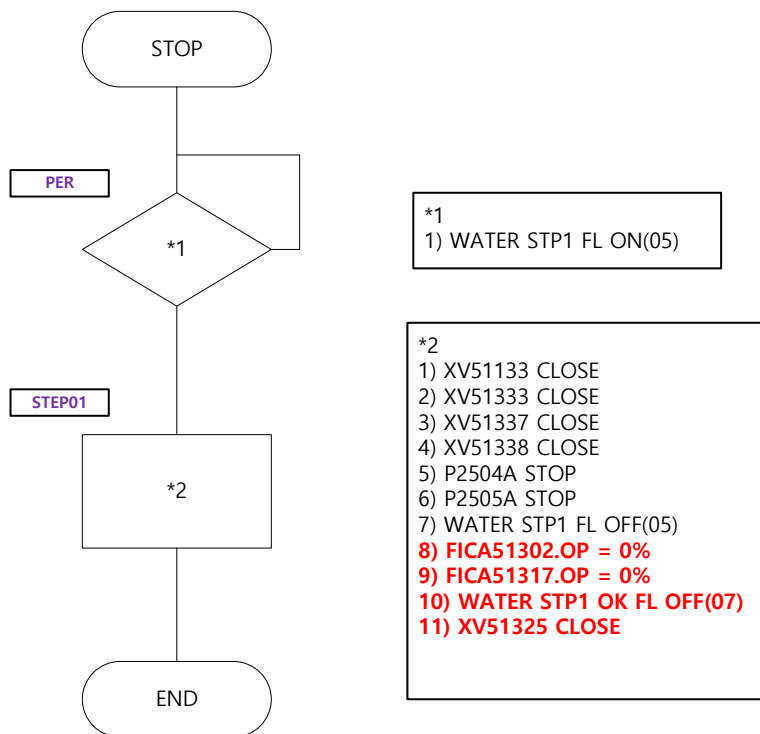 STOP
PER
*1
*1
1) WATER STP1 FL ON(05)
STEP01
*2
*2
1) XV51133 CLOSE
2) XV51333 CLOSE
3) XV51337 CLOSE
4) XV51338 CLOSE
5) P2504A STOP
6) P2505A STOP
7) WATER STP1 FL OFF(05)
8) FICA51302.OP = 0%
9) FICA51317.OP = 0%
10) WATER STP1 OK FL OFF(07)
11) XV51325 CLOSE
END